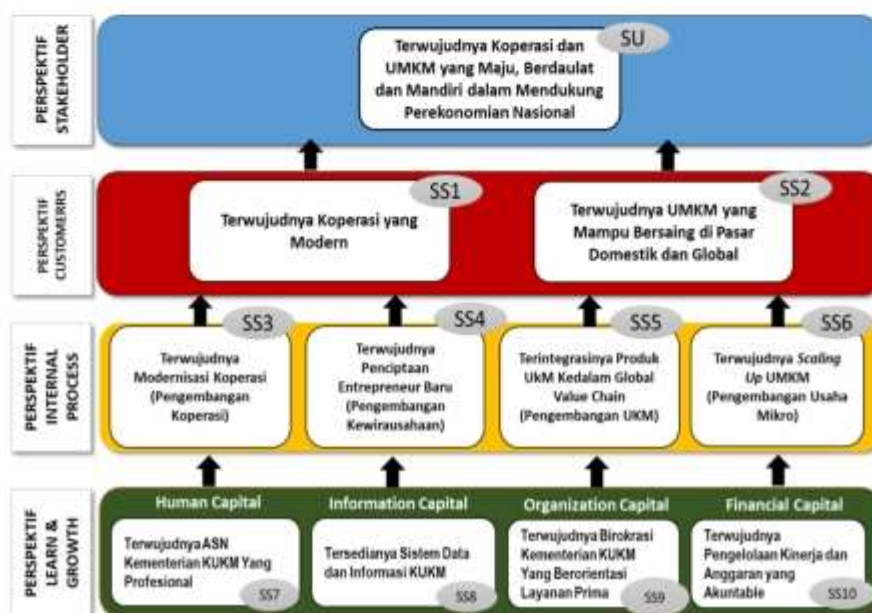 PERSPEKTIF
STAKEHOLDER
SU
Terwujudnya Koperasi dan
UMKM yang Maju, Berdaulat
dan Mandiri dalam Mendukung
Perekonomian Nasional
PERSPEKTIF
CUSTOMERRS
SS1
Terwujudnya Koperasi yang
Modern
SS2
Terwujudnya UMKM yang
Mampu Bersaing di Pasar
Domestik dan Global
PERSPEKTIF
INTERNAL
PROCESS
SS3
Terwujudnya
Modernisasi Koperasi
(Pengembangan
Koperasi)
SS4
Terwujudnya
Penciptaan
Entrepreneur Baru
(Pengembangan
Kewirausahaan)
SS5
Terintegrasinya Produk
UkM Kedalam Global
Value Chain
(Pengembangan UKM)
SS6
Terwujudnya Scaling
Up UMKM
(Pengembangan Usaha
Mikro)
PERSPEKTIF
LEARN &
GROWTH
Human Capital
Terwujudnya ASN
Kementerian KUKM Yang
Profesional
SS7
Information Capital
Tersedianya Sistem Data
dan Informasi KUKM
SS8
Organization Capital
Terwujudnya Birokrasi
Kementerian KUKM
Yang Berorientasi
Layanan Prima
SS9
Financial Capital
Terwujudnya
Pengelolaan Kinerja dan
Anggaran yang
Akuntable
SS10